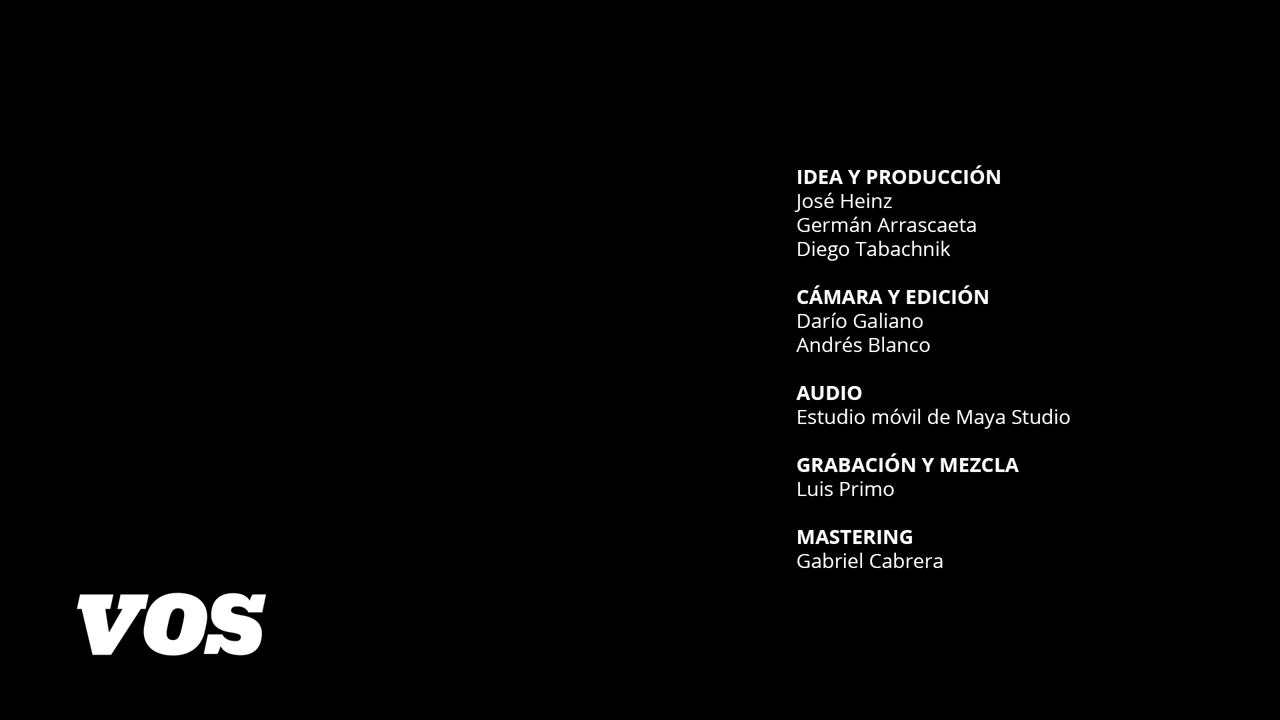 IDEA Y PRODUCCIÓN
José Heinz
Germán Arrascaeta
Diego Tabachnik
CÁMARA Y EDICIÓN
Darío Galiano
Andrés Blanco
AUDIO
Estudio móvil de Maya Studio
GRABACIÓN Y MEZCLA
Luis Primo
MASTERING
Gabriel Cabrera
VOS